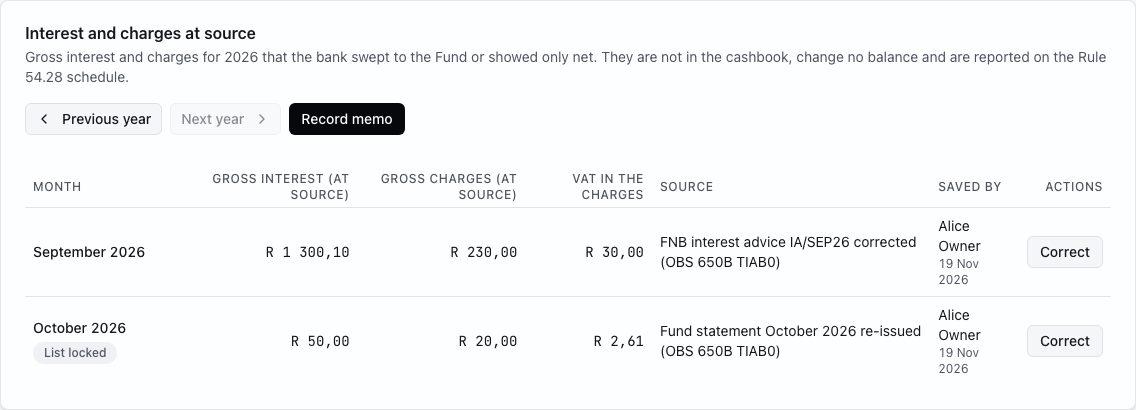 Interest and charges at source
Gross interest and charges for 2026 that the bank swept to the Fund or showed only net. They are not in the cashbook, change no balance and are reported on the Rule
54.28 schedule.
Previous year
Next year
Record memo
MONTH
GROSS INTEREST (AT
SOURCE)
GROSS CHARGES (AT
SOURCE)
VAT IN THE
CHARGES
SOURCE
SAVED BY
ACTIONS
September 2026
R 1 300,10
R 230,00
R 30,00
FNB interest advice IA/SEP26 corrected
(OBS 650B TIAB0)
Alice
Owner
19 Nov
2026
Correct
October 2026
List locked
R 50,00
R 20,00
R 2,61
Fund statement October 2026 re-issued
(OBS 650B TIAB0)
Alice
Owner
19 Nov
2026
Correct